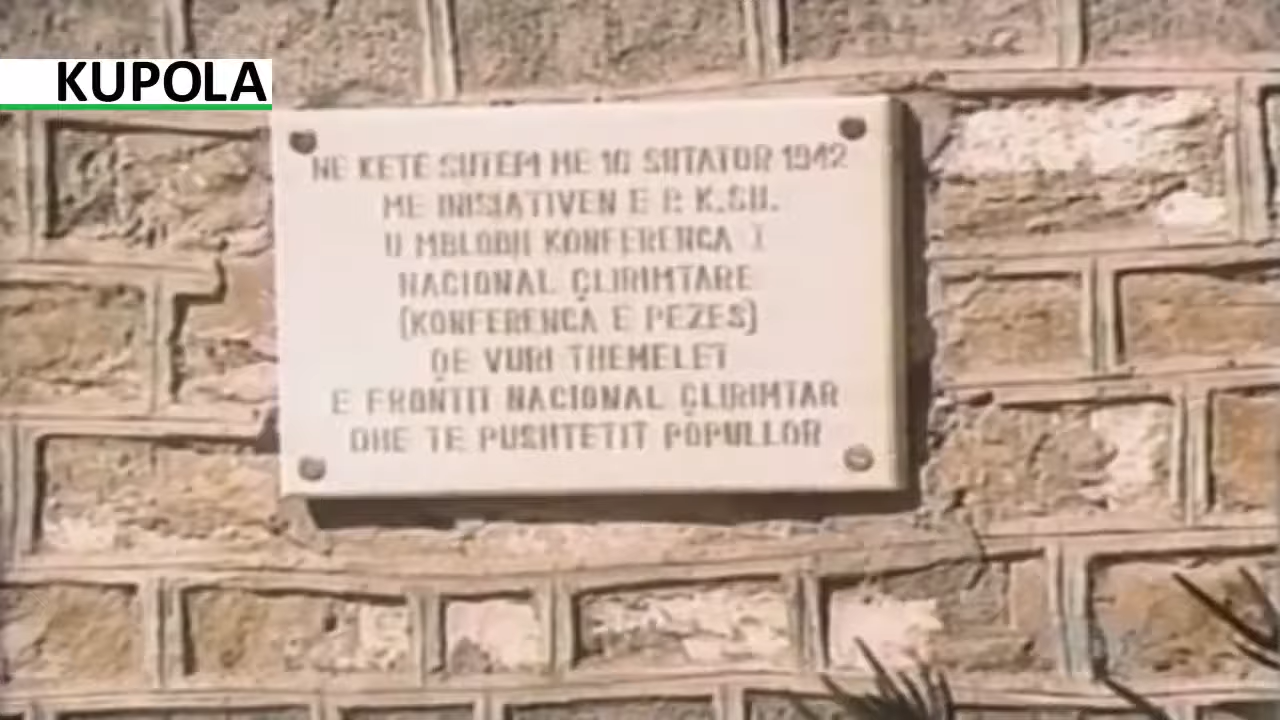 KUPOLA
NE KETE SHTEPI ME 16 SHTATOR 1942
ME INISIATIVEN E P. K.SH.
U MBLODH KONFERENCA I
NACIONAL ÇLIRIMTARE
(KONFERENCA E PEZES)
QE VURI THEMELET
E FRONTIT NACIONAL ÇLIRIMTAR
DHE TE PUSHTETIT POPULLOR